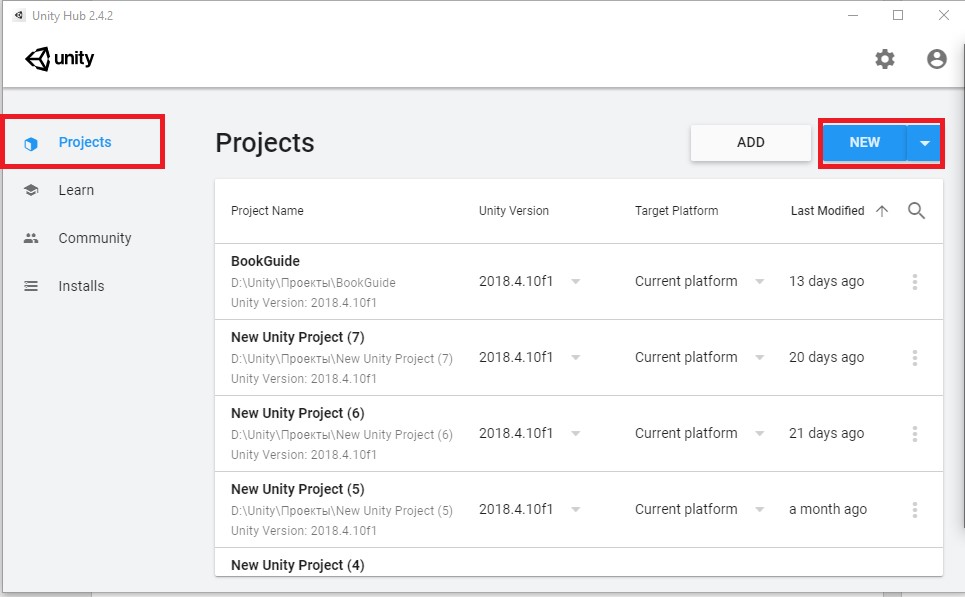 Unity Hub 2.4.2
unity
Projects
Learn
Community
Installs
Projects
ADD
NEW
Project Name Unity Version Target Platform Last Modified
BookGuide
D:\Unity\Проекты\BookGuide
Unity Version: 2018.4.10f1
2018.4.10f1 Current platform 13 days ago
New Unity Project (7)
D:\Unity\Проекты\New Unity Project (7)
Unity Version: 2018.4.10f1
2018.4.10f1 Current platform 20 days ago
New Unity Project (6)
D:\Unity\Проекты\New Unity Project (6)
Unity Version: 2018.4.10f1
2018.4.10f1 Current platform 21 days ago
New Unity Project (5)
D:\Unity\Проекты\New Unity Project (5)
Unity Version: 2018.4.10f1
2018.4.10f1 Current platform a month ago
New Unity Project (4)